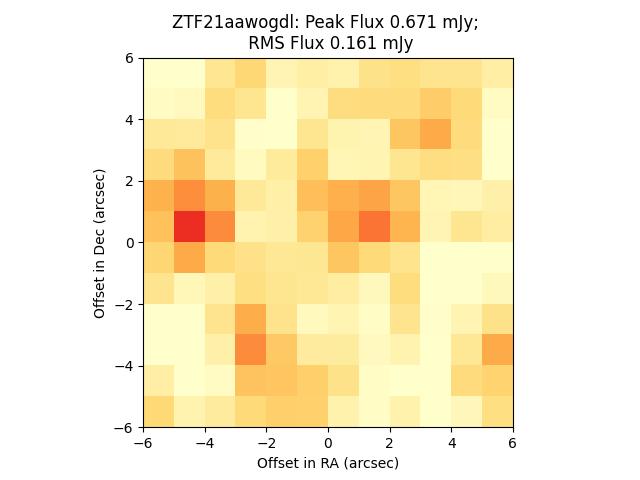 ZTF21aawogdl: Peak Flux 0.671 mJy;
RMS Flux 0.161 mJy
6
4
2
0
−2
−4
−6
Offset in Dec (arcsec)
−6 −4 −2 0 2 4 6
Offset in RA (arcsec)